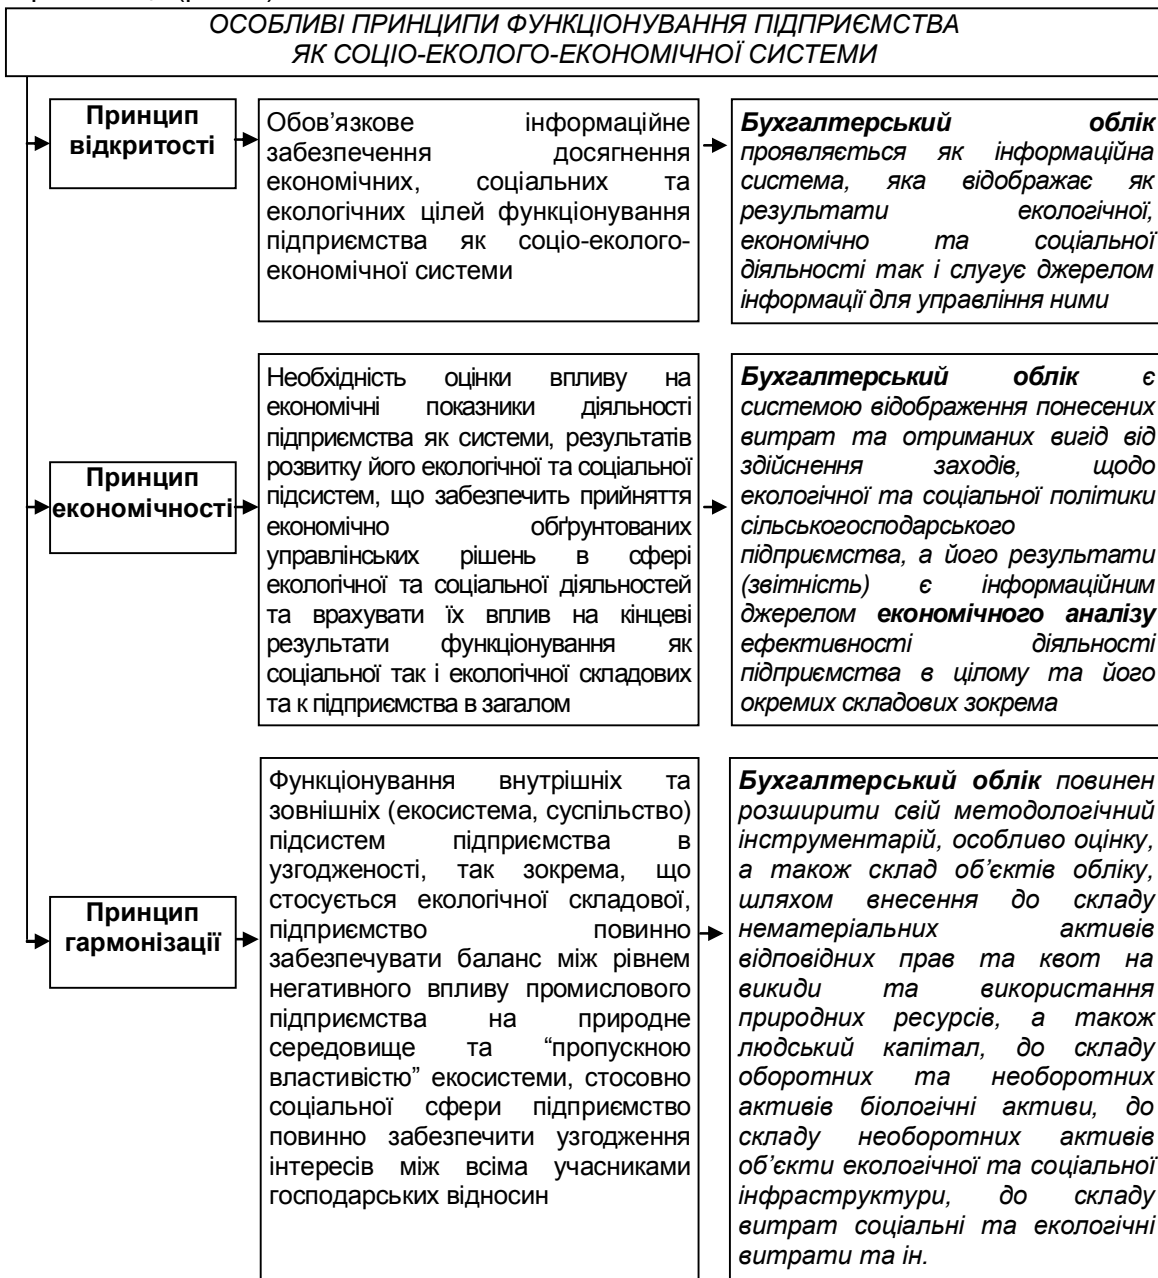 ОСОБЛИВІ ПРИНЦИПИ ФУНКЦІОНУВАННЯ ПІДПРИЄМСТВА
ЯК СОЦІО-ЕКОЛОГО-ЕКОНОМІЧНОЇ СИСТЕМИ
Принцип
відкритості
Обов’язкове інформаційне
забезпечення досягнення
економічних, соціальних та
екологічних цілей функціонування
підприємства як соціо-еколого-
економічної системи
Бухгалтерський облік
проявляється як інформаційна
система, яка відображає як
результати екологічної,
економічно та соціальної
діяльності так і слугує джерелом
інформації для управління ними
Принцип
економічності
Необхідність оцінки впливу на
економічні показники діяльності
підприємства як системи, результатів
розвитку його екологічної та соціальної
підсистем, що забезпечить прийняття
економічно обґрунтованих
управлінських рішень в сфері
екологічної та соціальної діяльностей
та врахувати їх вплив на кінцеві
результати функціонування як
соціальної так і екологічної складових
та к підприємства в загалом
Бухгалтерський облік є
системою відображення понесених
витрат та отриманих вигід від
здійснення заходів, щодо
екологічної та соціальної політики
сільськогосподарського
підприємства, а його результати
(звітність) є інформаційним
джерелом економічного аналізу
ефективності діяльності
підприємства в цілому та його
окремих складових зокрема
Принцип
гармонізації
Функціонування внутрішніх та
зовнішніх (екосистема, суспільство)
підсистем підприємства в
узгодженості, так зокрема, що
стосується екологічної складової,
підприємство повинно
забезпечувати баланс між рівнем
негативного впливу промислового
підприємства на природне
середовище та “пропускною
властивістю” екосистеми, стосовно
соціальної сфери підприємство
повинно забезпечити узгодження
інтересів між всіма учасниками
господарських відносин
Бухгалтерський облік повинен
розширити свій методологічний
інструментарій, особливо оцінку,
а також склад об’єктів обліку,
шляхом внесення до складу
нематеріальних активів
відповідних прав та квот на
викиди та використання
природних ресурсів, а також
людський капітал, до складу
оборотних та необоротних
активів біологічні активи, до
складу необоротних активів
об’єкти екологічної та соціальної
інфраструктури, до складу
витрат соціальні та екологічні
витрати та ін.